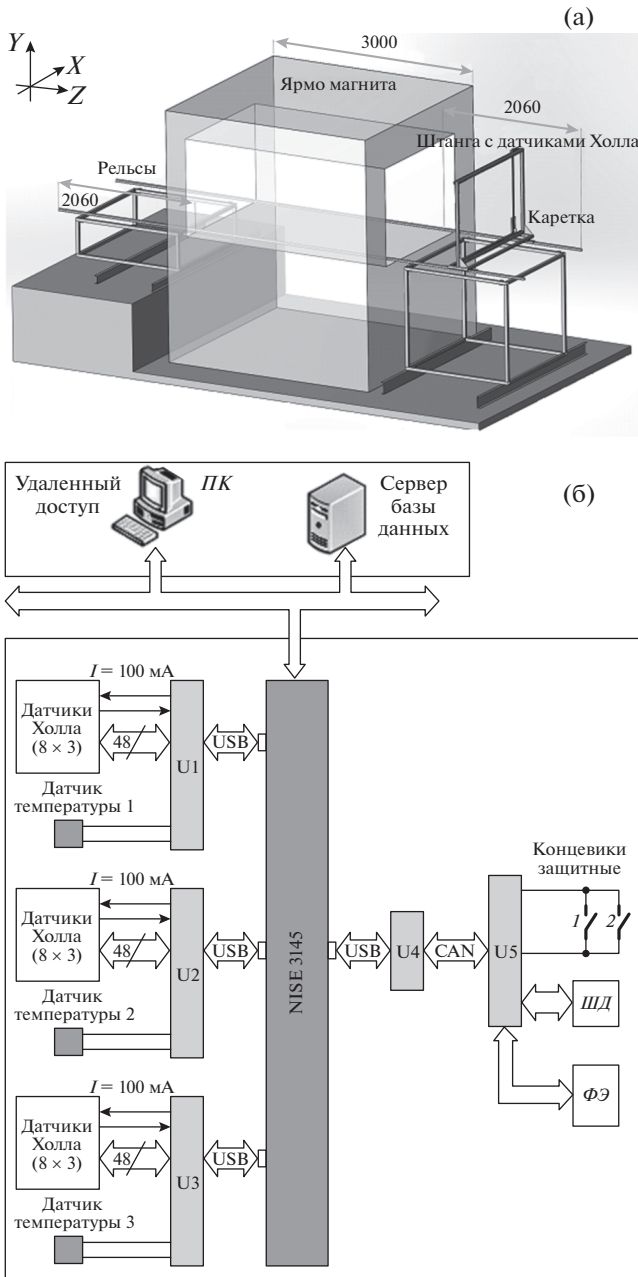 (а)
Y
X
Z
3000
Ярмо магнита
2060
Штанга с датчиками Холла
Рельсы
2060
Каретка
(б)
Удаленный
доступ
ПК
Сервер
базы
данных
I = 100 мА
Датчики
Холла
(8 × 3)
48
U1
USB
Датчик
температуры 1
I = 100 мА
Датчики
Холла
(8 × 3)
48
U2
USB
Датчик
температуры 2
I = 100 мА
Датчики
Холла
(8 × 3)
48
U3
USB
Датчик
температуры 3
NISE 3145
USB
U4
CAN
U5
Концевики
защитные
1
2
ШД
ФЭ